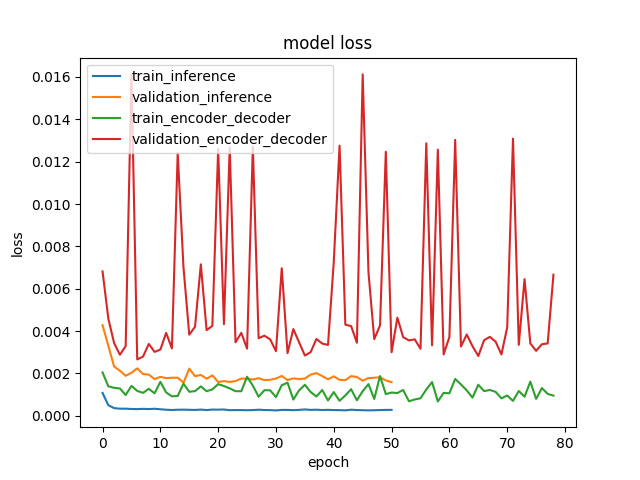 model loss
train_inference
validation_inference
train_encoder_decoder
validation_encoder_decoder
0.016
0.014
0.012
0.010
0.008
0.006
0.004
0.002
0.000
loss
0 10 20 30 40 50 60 70 80
epoch